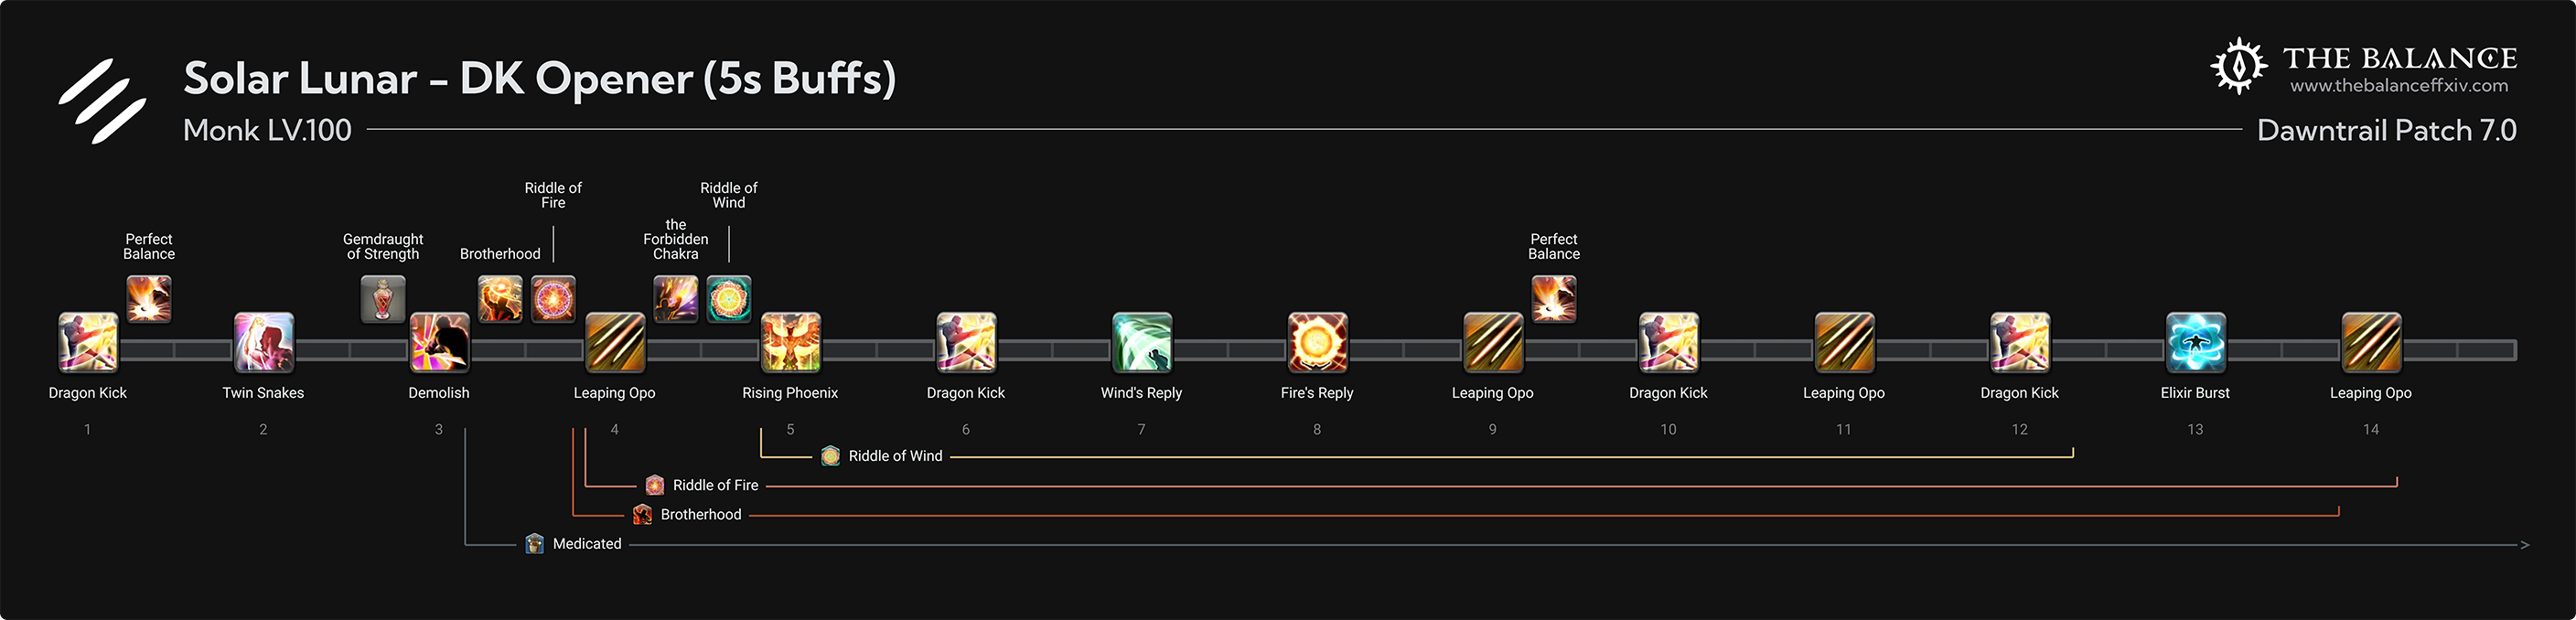 Solar Lunar - DK Opener (5s Buffs)
THE BALANCE
www.thebalanceffxiv.com
Monk LV.100
Dawntrail Patch 7.0
Perfect
Balance
Gemdraught
of Strength
Brotherhood
Riddle of
Fire
the
Forbidden
Chakra
Riddle of
Wind
Perfect
Balance
Dragon Kick
Twin Snakes
Demolish
Leaping Opo
Rising Phoenix
Dragon Kick
Wind's Reply
Fire's Reply
Leaping Opo
Dragon Kick
Leaping Opo
Dragon Kick
Elixir Burst
Leaping Opo
1
2
3
4
5
6
7
8
9
10
11
12
13
14
Riddle of Wind
Riddle of Fire
Brotherhood
Medicated